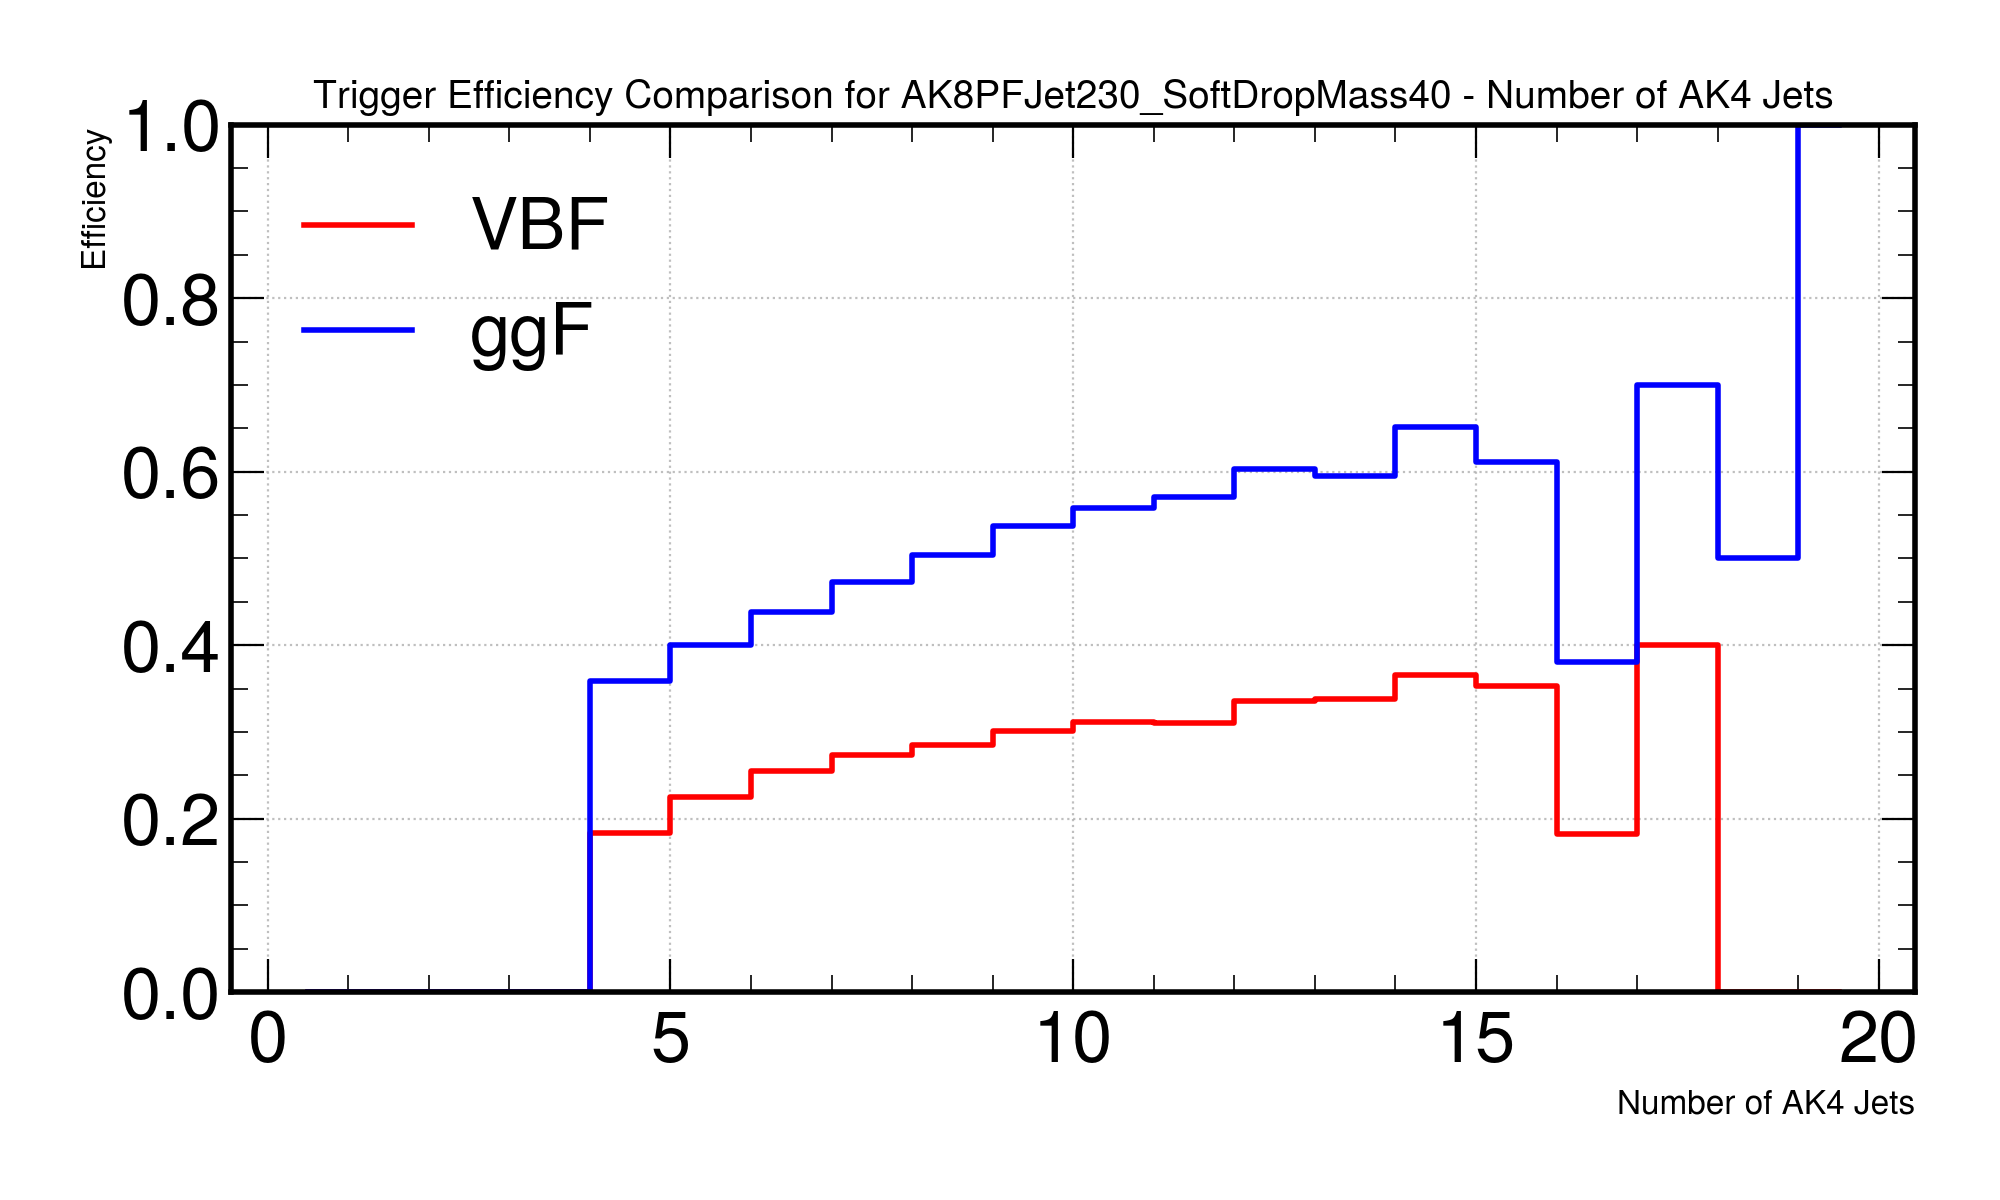 Trigger Efficiency Comparison for AK8PFJet230_SoftDropMass40 - Number of AK4 Jets
Efficiency
1.0
0.8
0.6
0.4
0.2
0.0
VBF
ggF
0 5 10 15 20
Number of AK4 Jets